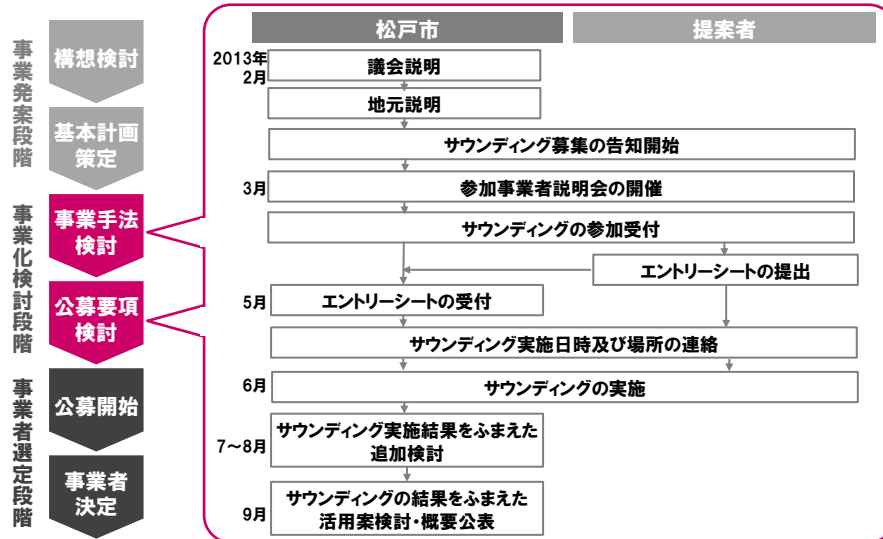 事業発案段階
構想検討
基本計画
策定
事業化検討段階
事業手法
検討
公募要項
検討
事業者選定段階
公募開始
事業者
決定
松戸市
提案者
2013年
2月
議会説明
地元説明
サウンディング募集の告知開始
3月
参加事業者説明会の開催
サウンディングの参加受付
エントリーシートの提出
5月
エントリーシートの受付
サウンディング実施日時及び場所の連絡
6月
サウンディングの実施
7～8月
サウンディング実施結果をふまえた
追加検討
9月
サウンディングの結果をふまえた
活用案検討・概要公表